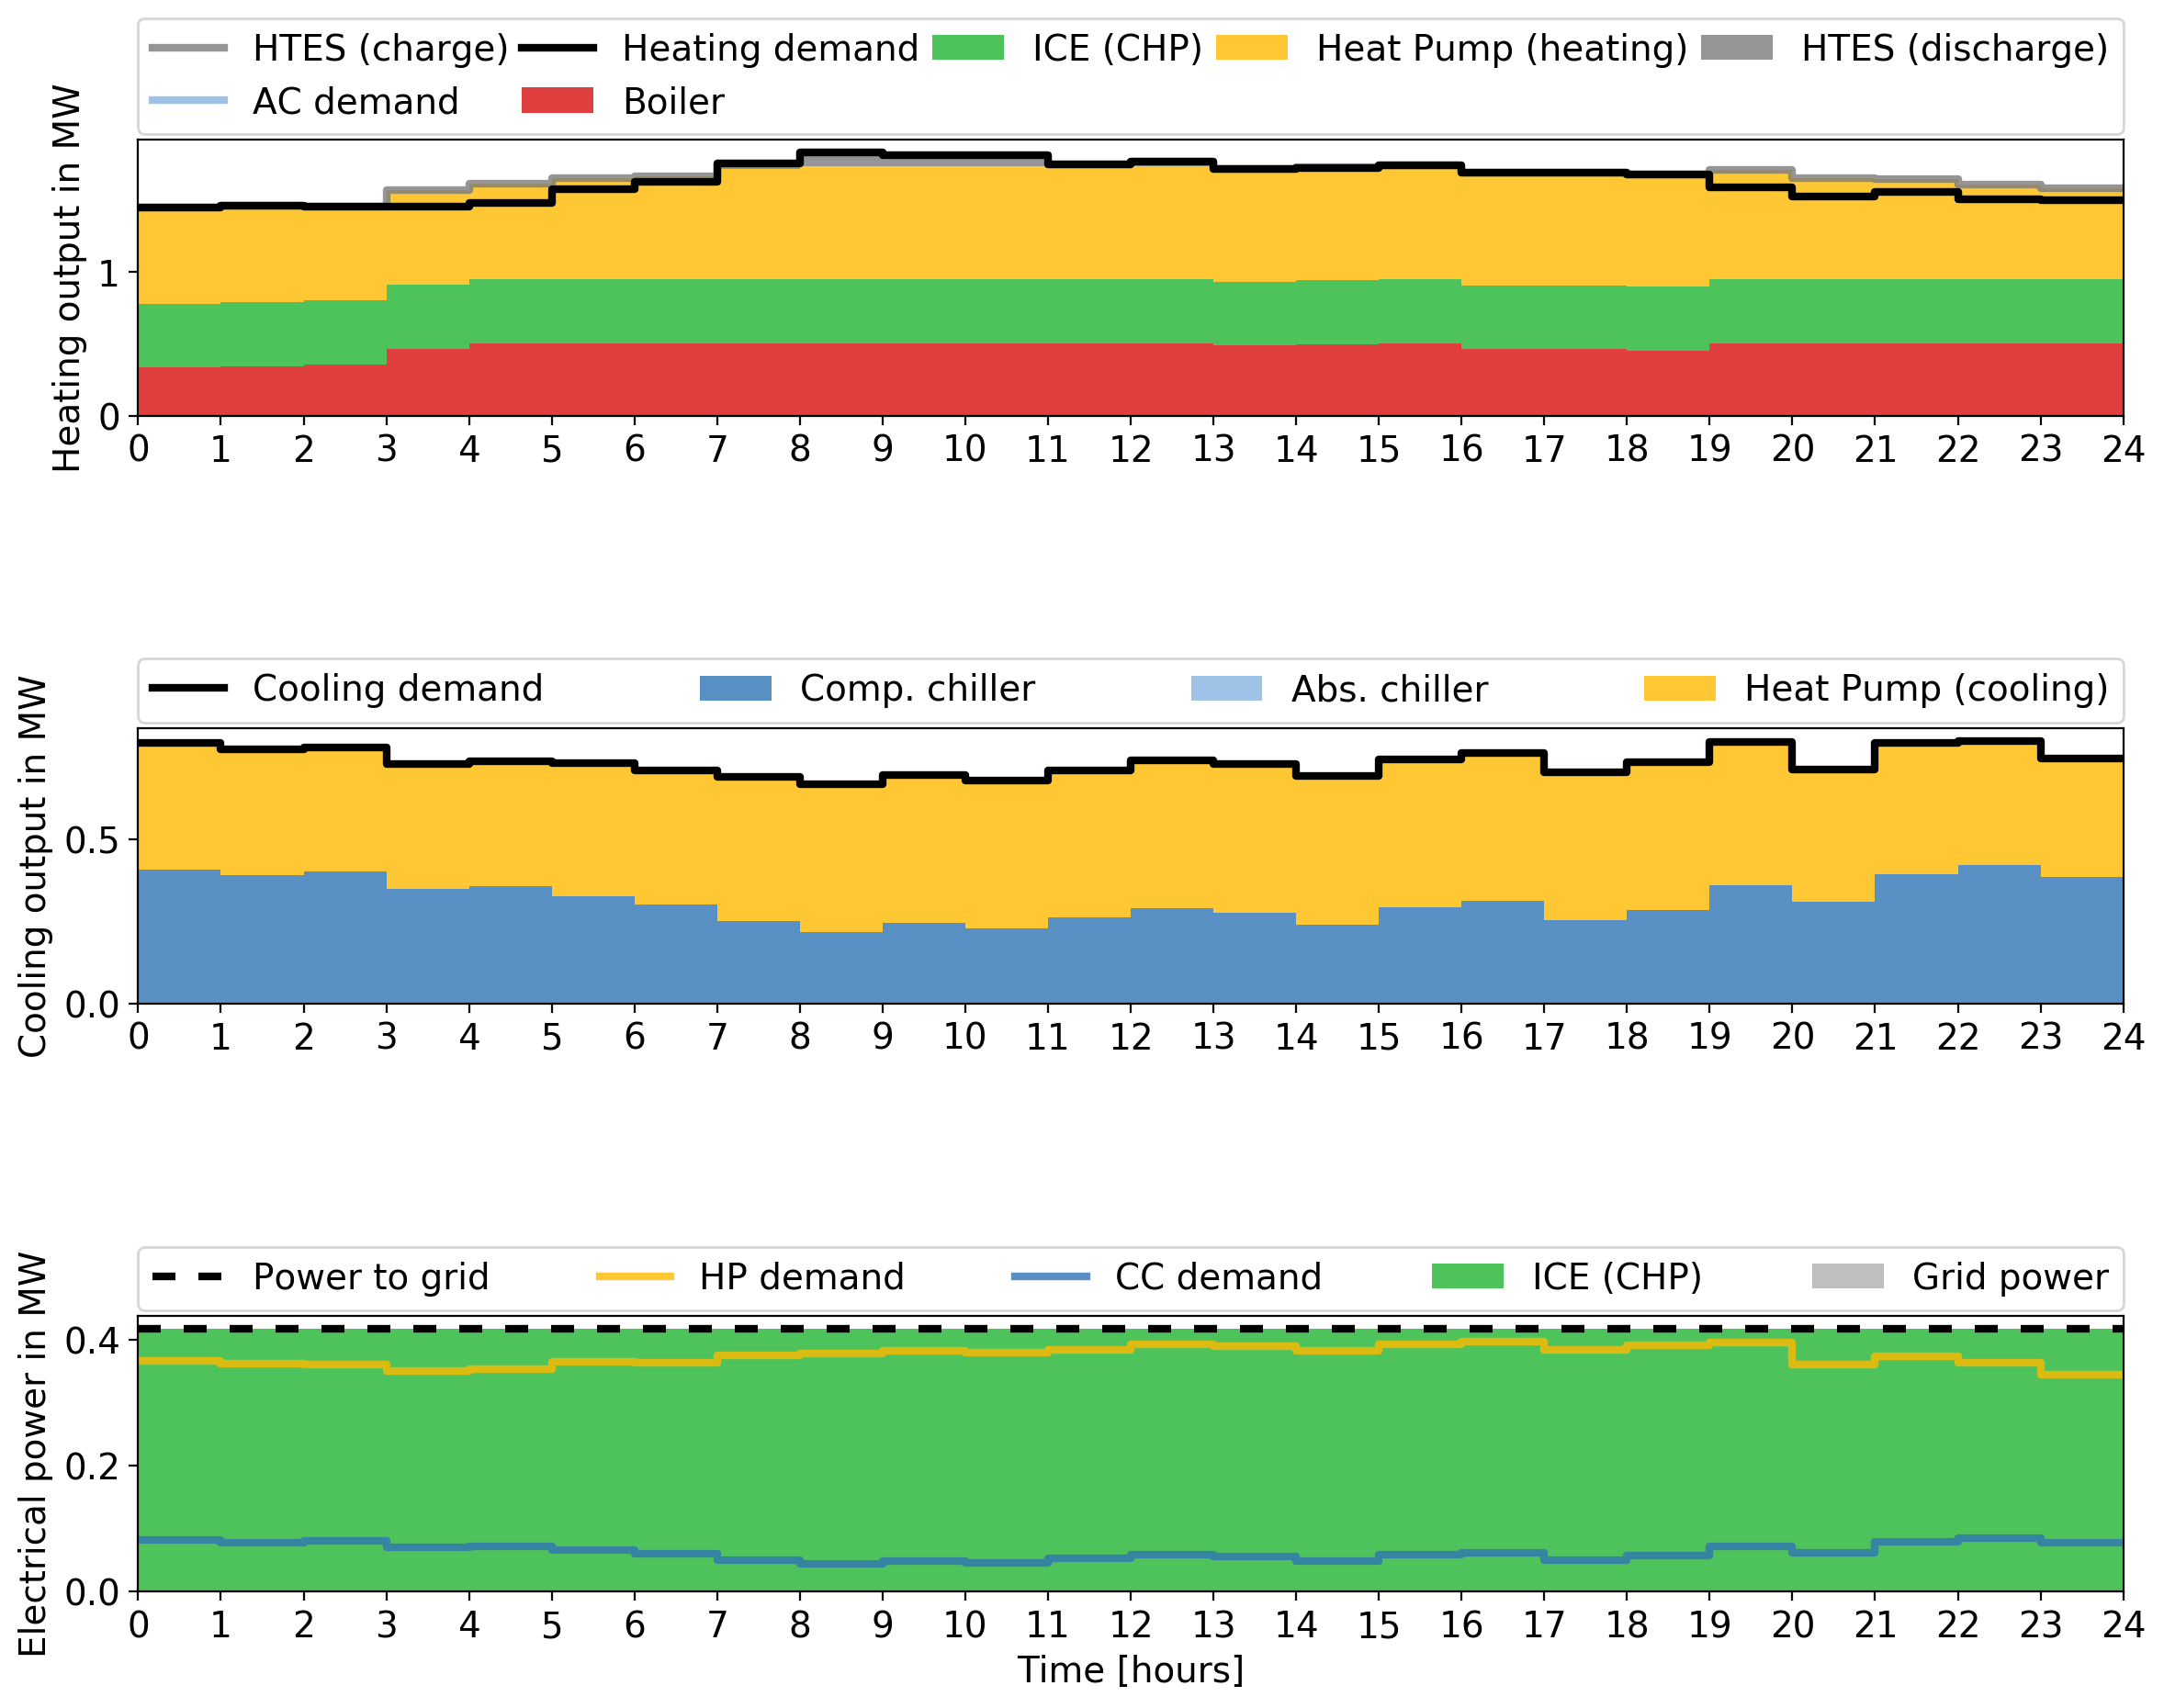 HTES (charge) Heating demand ICE (CHP) Heat Pump (heating) HTES (discharge)
AC demand Boiler
Heating output in MW
1
0
0 1 2 3 4 5 6 7 8 9 10 11 12 13 14 15 16 17 18 19 20 21 22 23 24
Cooling demand Comp. chiller Abs. chiller Heat Pump (cooling)
Cooling output in MW
0.5
0.0
0 1 2 3 4 5 6 7 8 9 10 11 12 13 14 15 16 17 18 19 20 21 22 23 24
Power to grid HP demand CC demand ICE (CHP) Grid power
Electrical power in MW
0.4
0.2
0.0
0 1 2 3 4 5 6 7 8 9 10 11 12 13 14 15 16 17 18 19 20 21 22 23 24
Time [hours]